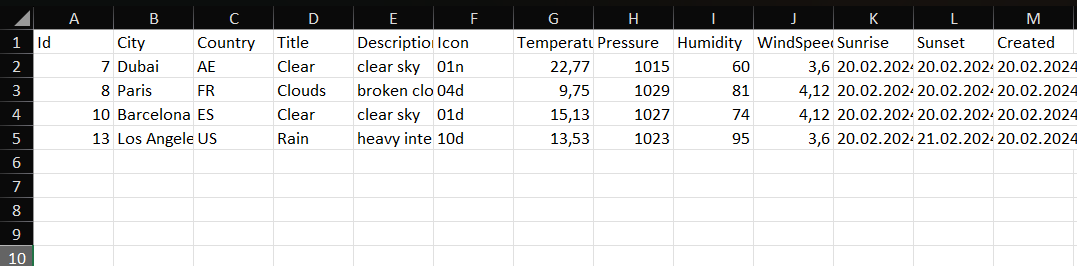 A B C D E F G H I J K L M
1 Id City Country Title Description Icon Temperatu Pressure Humidity WindSpeed Sunrise Sunset Created
2 7 Dubai AE Clear clear sky 01n 22,77 1015 60 3,6 20.02.2024 20.02.2024 20.02.2024
3 8 Paris FR Clouds broken clo 04d 9,75 1029 81 4,12 20.02.2024 20.02.2024 20.02.2024
4 10 Barcelona ES Clear clear sky 01d 15,13 1027 74 4,12 20.02.2024 20.02.2024 20.02.2024
5 13 Los Angele US Rain heavy inte 10d 13,53 1023 95 3,6 20.02.2024 21.02.2024 20.02.2024
6
7
8
9
10